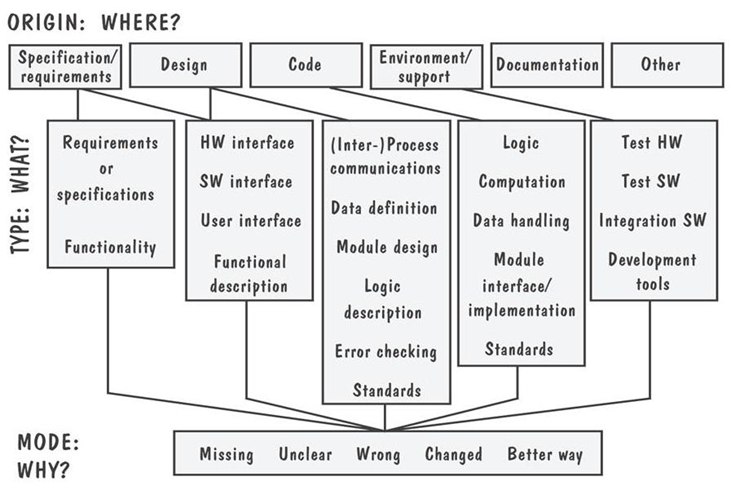 ORIGIN: WHERE?
Specification/
requirements
Design
Code
Environment/
support
Documentation
Other
TYPE: WHAT?
Requirements
or
specifications
Functionality
HW interface
SW interface
User interface
Functional
description
(Inter-)Process
communications
Data definition
Module design
Logic
description
Error checking
Standards
Logic
Computation
Data handling
Module
interface/
implementation
Standards
Test HW
Test SW
Integration SW
Development
tools
MODE:
WHY?
Missing Unclear Wrong Changed Better way